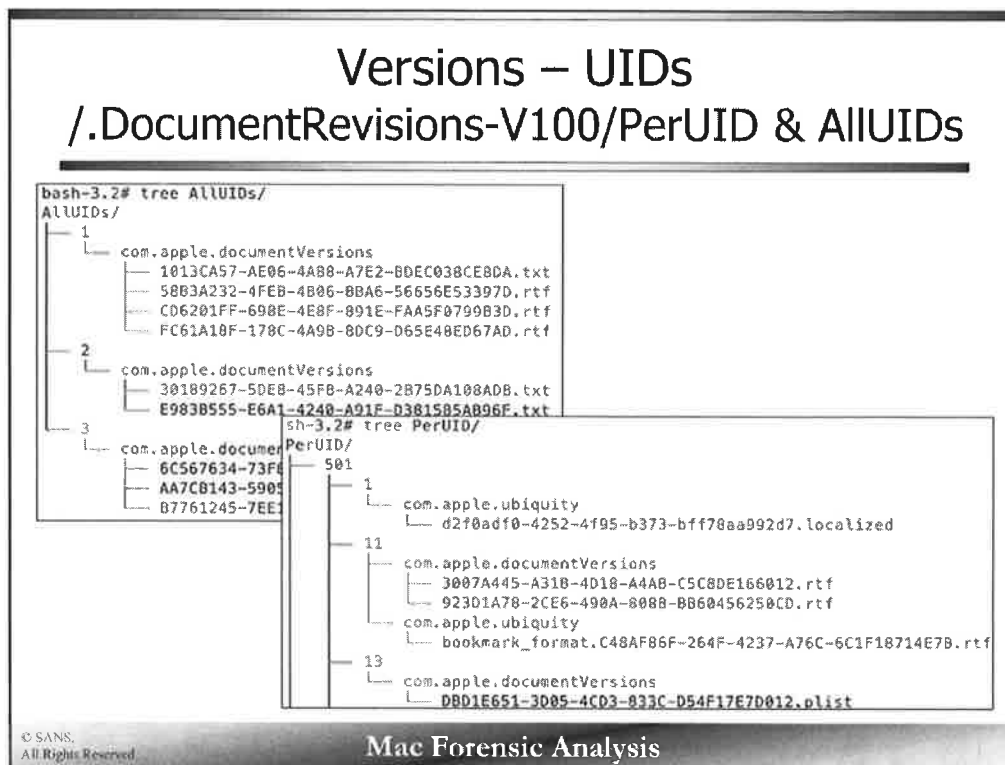 Versions – UIDs
/.DocumentRevisions-V100/PerUID & AllUIDs
bash-3.2# tree AllUIDs/
AllUIDs/
1
com.apple.documentVersions
1013CA57-AE06-4A88-A7E2-BDEC038CE8DA.txt
58B3A232-4FEB-4B06-8BA6-56656E53397D.rtf
CD6201FF-698E-4E8F-891E-FAA5F0799B3D.rtf
FC61A18F-178C-4A9B-8DC9-D65E48ED67AD.rtf
2
com.apple.documentVersions
30189267-5DEB-45FB-A240-2B75DA108ADB.txt
E983B555-E6A1-4240-A91F-D381585AB96F.txt
3
com.apple.documen
6C567634-73F
AA7CB143-5905
B7761245-7EE1
sh-3.2# tree PerUID/
PerUID/
501
1
com.apple.ubiquity
d2f0adf0-4252-4f95-b373-bff78aa992d7.localized
11
com.apple.documentVersions
3007A445-A31B-4D18-A4AB-C5C8DE166012.rtf
923D1A78-2CE6-490A-808B-BB60456250CD.rtf
com.apple.ubiquity
bookmark_format.C48AF86F-264F-4237-A76C-6C1F18714E7B.rtf
13
com.apple.documentVersions
DBD1E651-3D05-4CD3-833C-D54F17E7D012.plist
© SANS,
All Rights Reserved
Mac Forensic Analysis